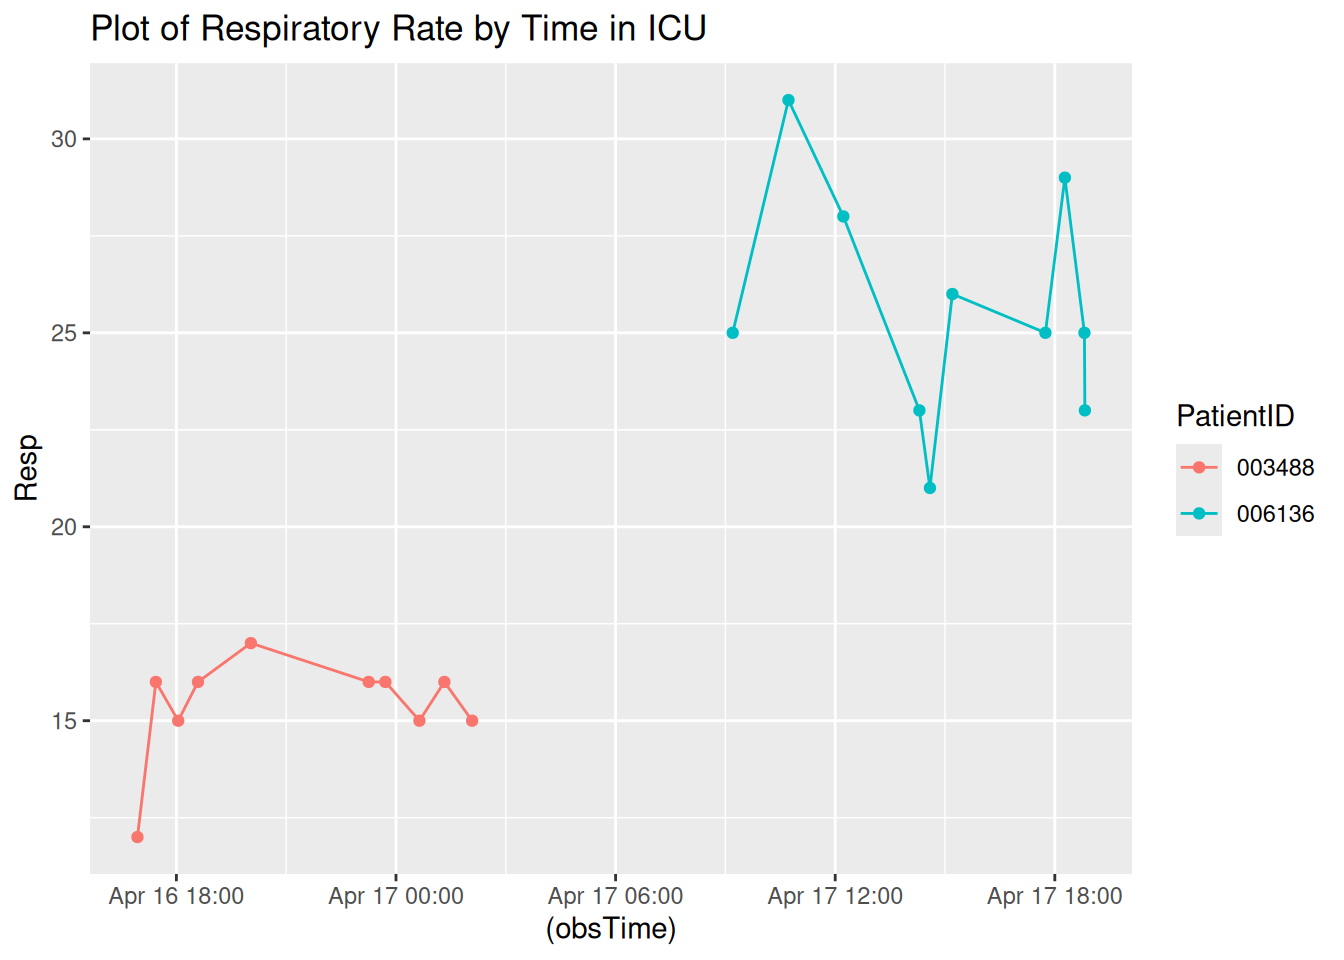 Plot of Respiratory Rate by Time in ICU
30
25
20
15
Resp
Apr 16 18:00 Apr 17 00:00 Apr 17 06:00 Apr 17 12:00 Apr 17 18:00
(obsTime)
PatientID
003488
006136